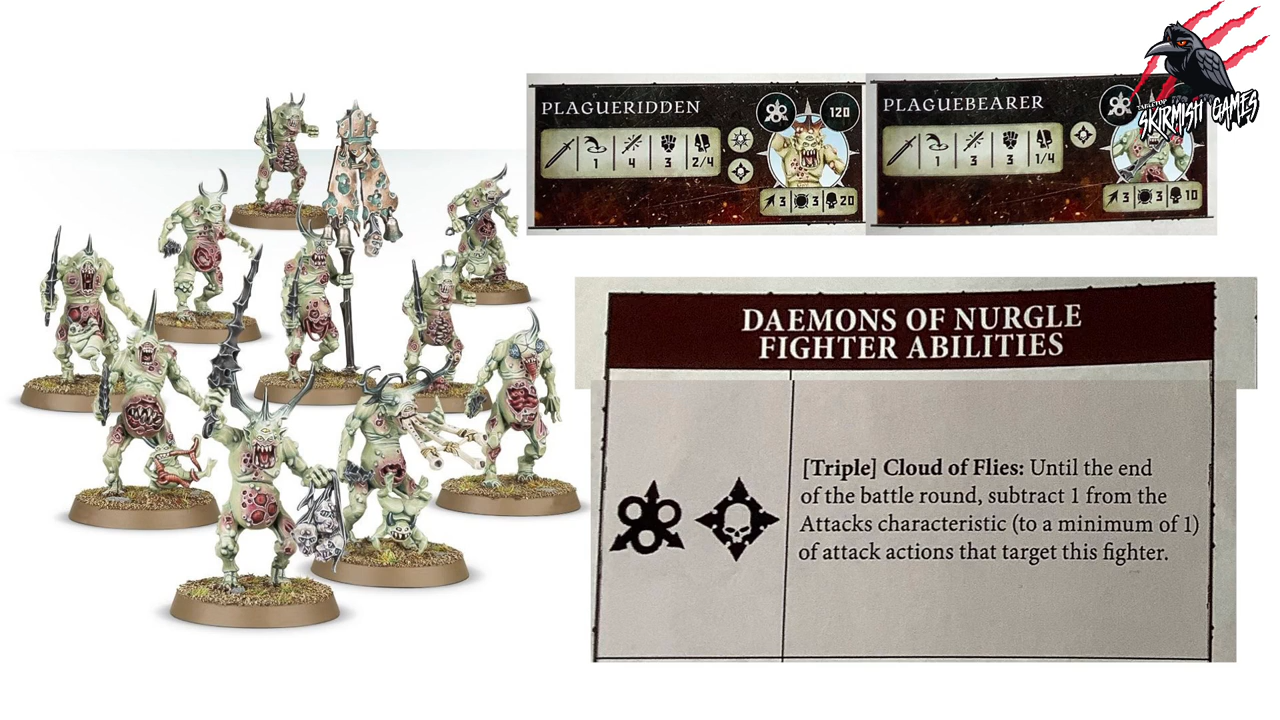 TABLETOP
SKIRMISH GAMES
PLAGUERIDDEN
120
1 4 3 2/4
3 3 20
PLAGUEBEARER
1 3 3 1/4
3 3 10
DAEMONS OF NURGLE
FIGHTER ABILITIES
[Triple] Cloud of Flies: Until the end
of the battle round, subtract 1 from the
Attacks characteristic (to a minimum of 1)
of attack actions that target this fighter.